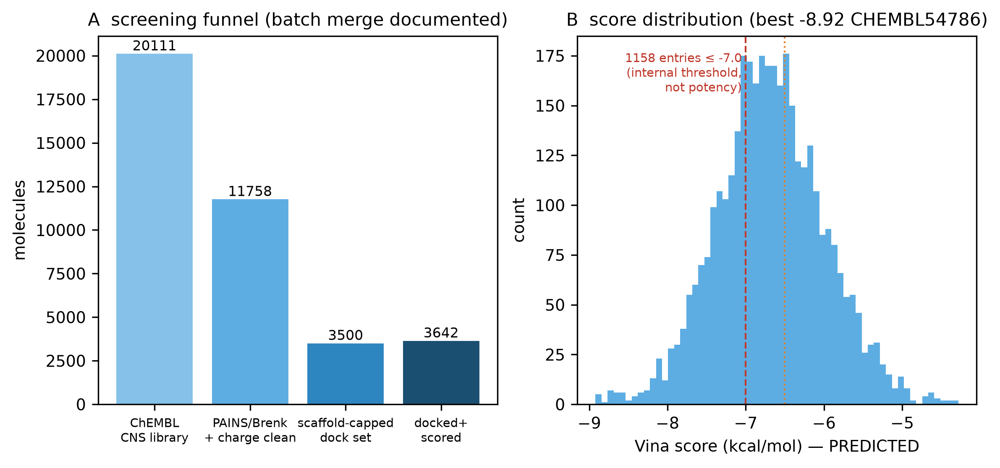 A  screening funnel (batch merge documented)
molecules
20000
17500
15000
12500
10000
7500
5000
2500
0
20111
11758
3500
3642
ChEMBL
CNS library
PAINS/Brenk
+ charge clean
scaffold-capped
dock set
docked+
scored
B  score distribution (best -8.92 CHEMBL54786)
count
175
150
125
100
75
50
25
0
1158 entries ≤ -7.0
(internal threshold,
not potency)
−9
−8
−7
−6
−5
Vina score (kcal/mol) — PREDICTED